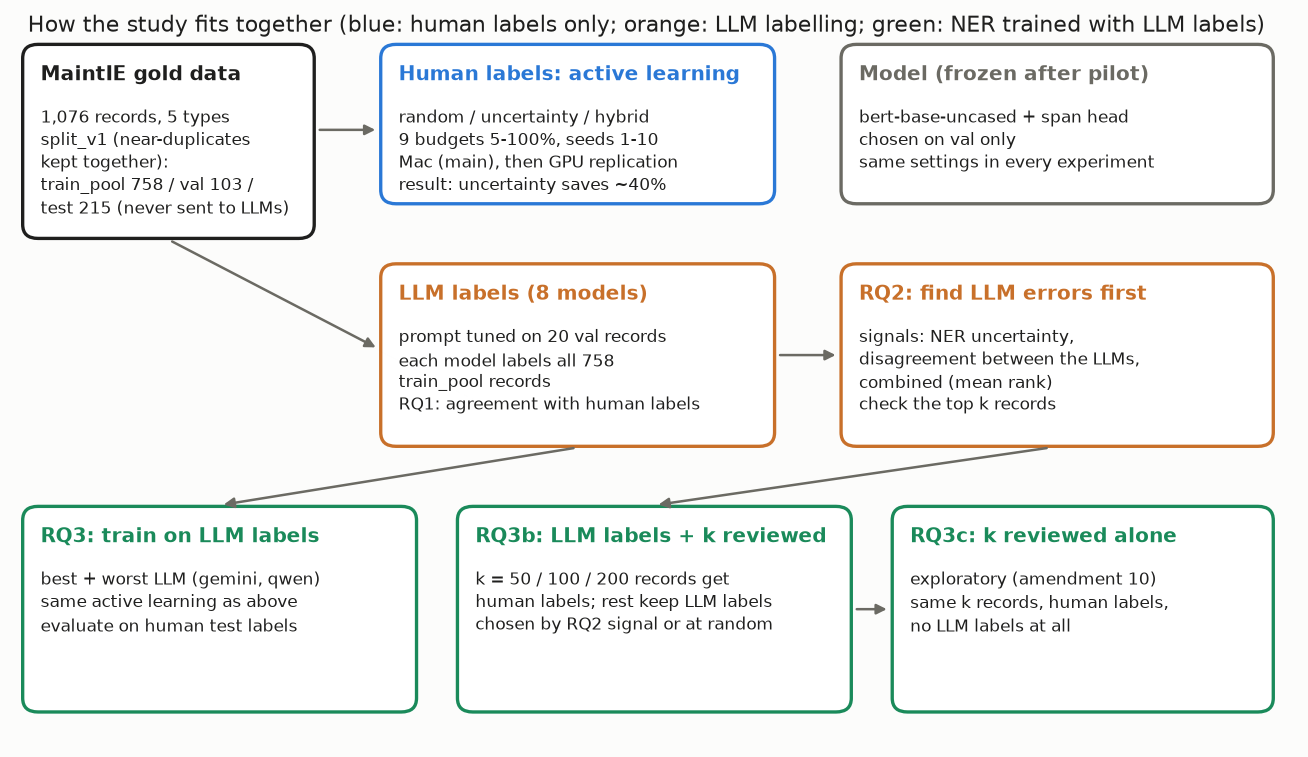 How the study fits together (blue: human labels only; orange: LLM labelling; green: NER trained with LLM labels)
MaintIE gold data
1,076 records, 5 types
split_v1 (near-duplicates
kept together):
train_pool 758 / val 103 /
test 215 (never sent to LLMs)
Human labels: active learning
random / uncertainty / hybrid
9 budgets 5-100%, seeds 1-10
Mac (main), then GPU replication
result: uncertainty saves ~40%
Model (frozen after pilot)
bert-base-uncased + span head
chosen on val only
same settings in every experiment
LLM labels (8 models)
prompt tuned on 20 val records
each model labels all 758
train_pool records
RQ1: agreement with human labels
RQ2: find LLM errors first
signals: NER uncertainty,
disagreement between the LLMs,
combined (mean rank)
check the top k records
RQ3: train on LLM labels
best + worst LLM (gemini, qwen)
same active learning as above
evaluate on human test labels
RQ3b: LLM labels + k reviewed
k = 50 / 100 / 200 records get
human labels; rest keep LLM labels
chosen by RQ2 signal or at random
RQ3c: k reviewed alone
exploratory (amendment 10)
same k records, human labels,
no LLM labels at all